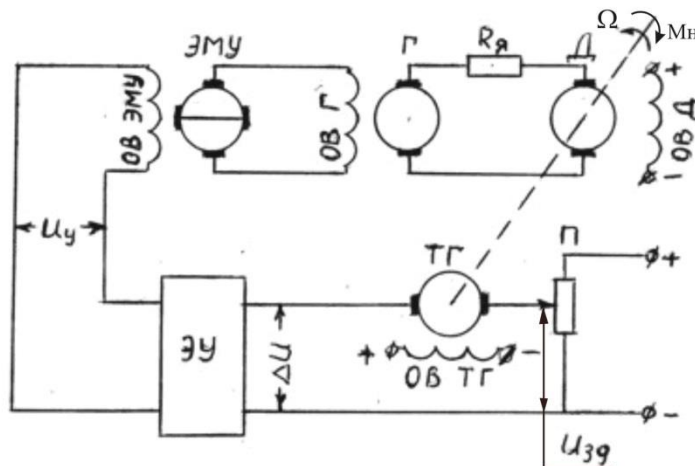 ЭМУ
Г
Rя
Д
Ω
Mн
ОВ ЭМУ
ОВ Г
+
ОВ Д
-
Uу
ТГ
П
+
ЭУ
ΔU
+
-
ОВ ТГ
-
Uзд